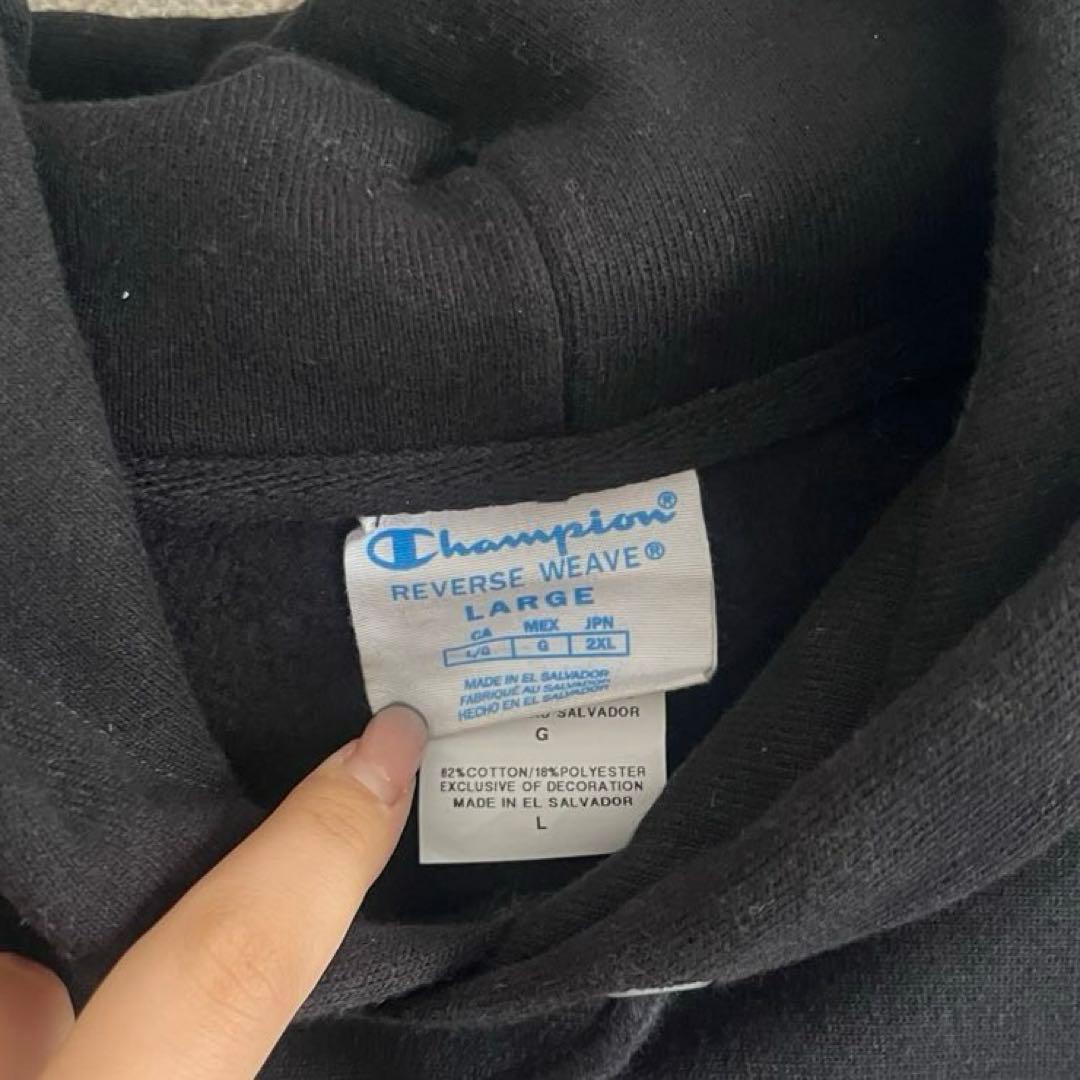 Champion®
REVERSE WEAVE®
LARGE
CA MEX JPN
L/G G 2XL
MADE IN EL SALVADOR
FABRIQUÉ AU SALVADOR
HECHO EN EL SALVADOR
SALVADOR
G
82%COTTON/18%POLYESTER
EXCLUSIVE OF DECORATION
MADE IN EL SALVADOR
L